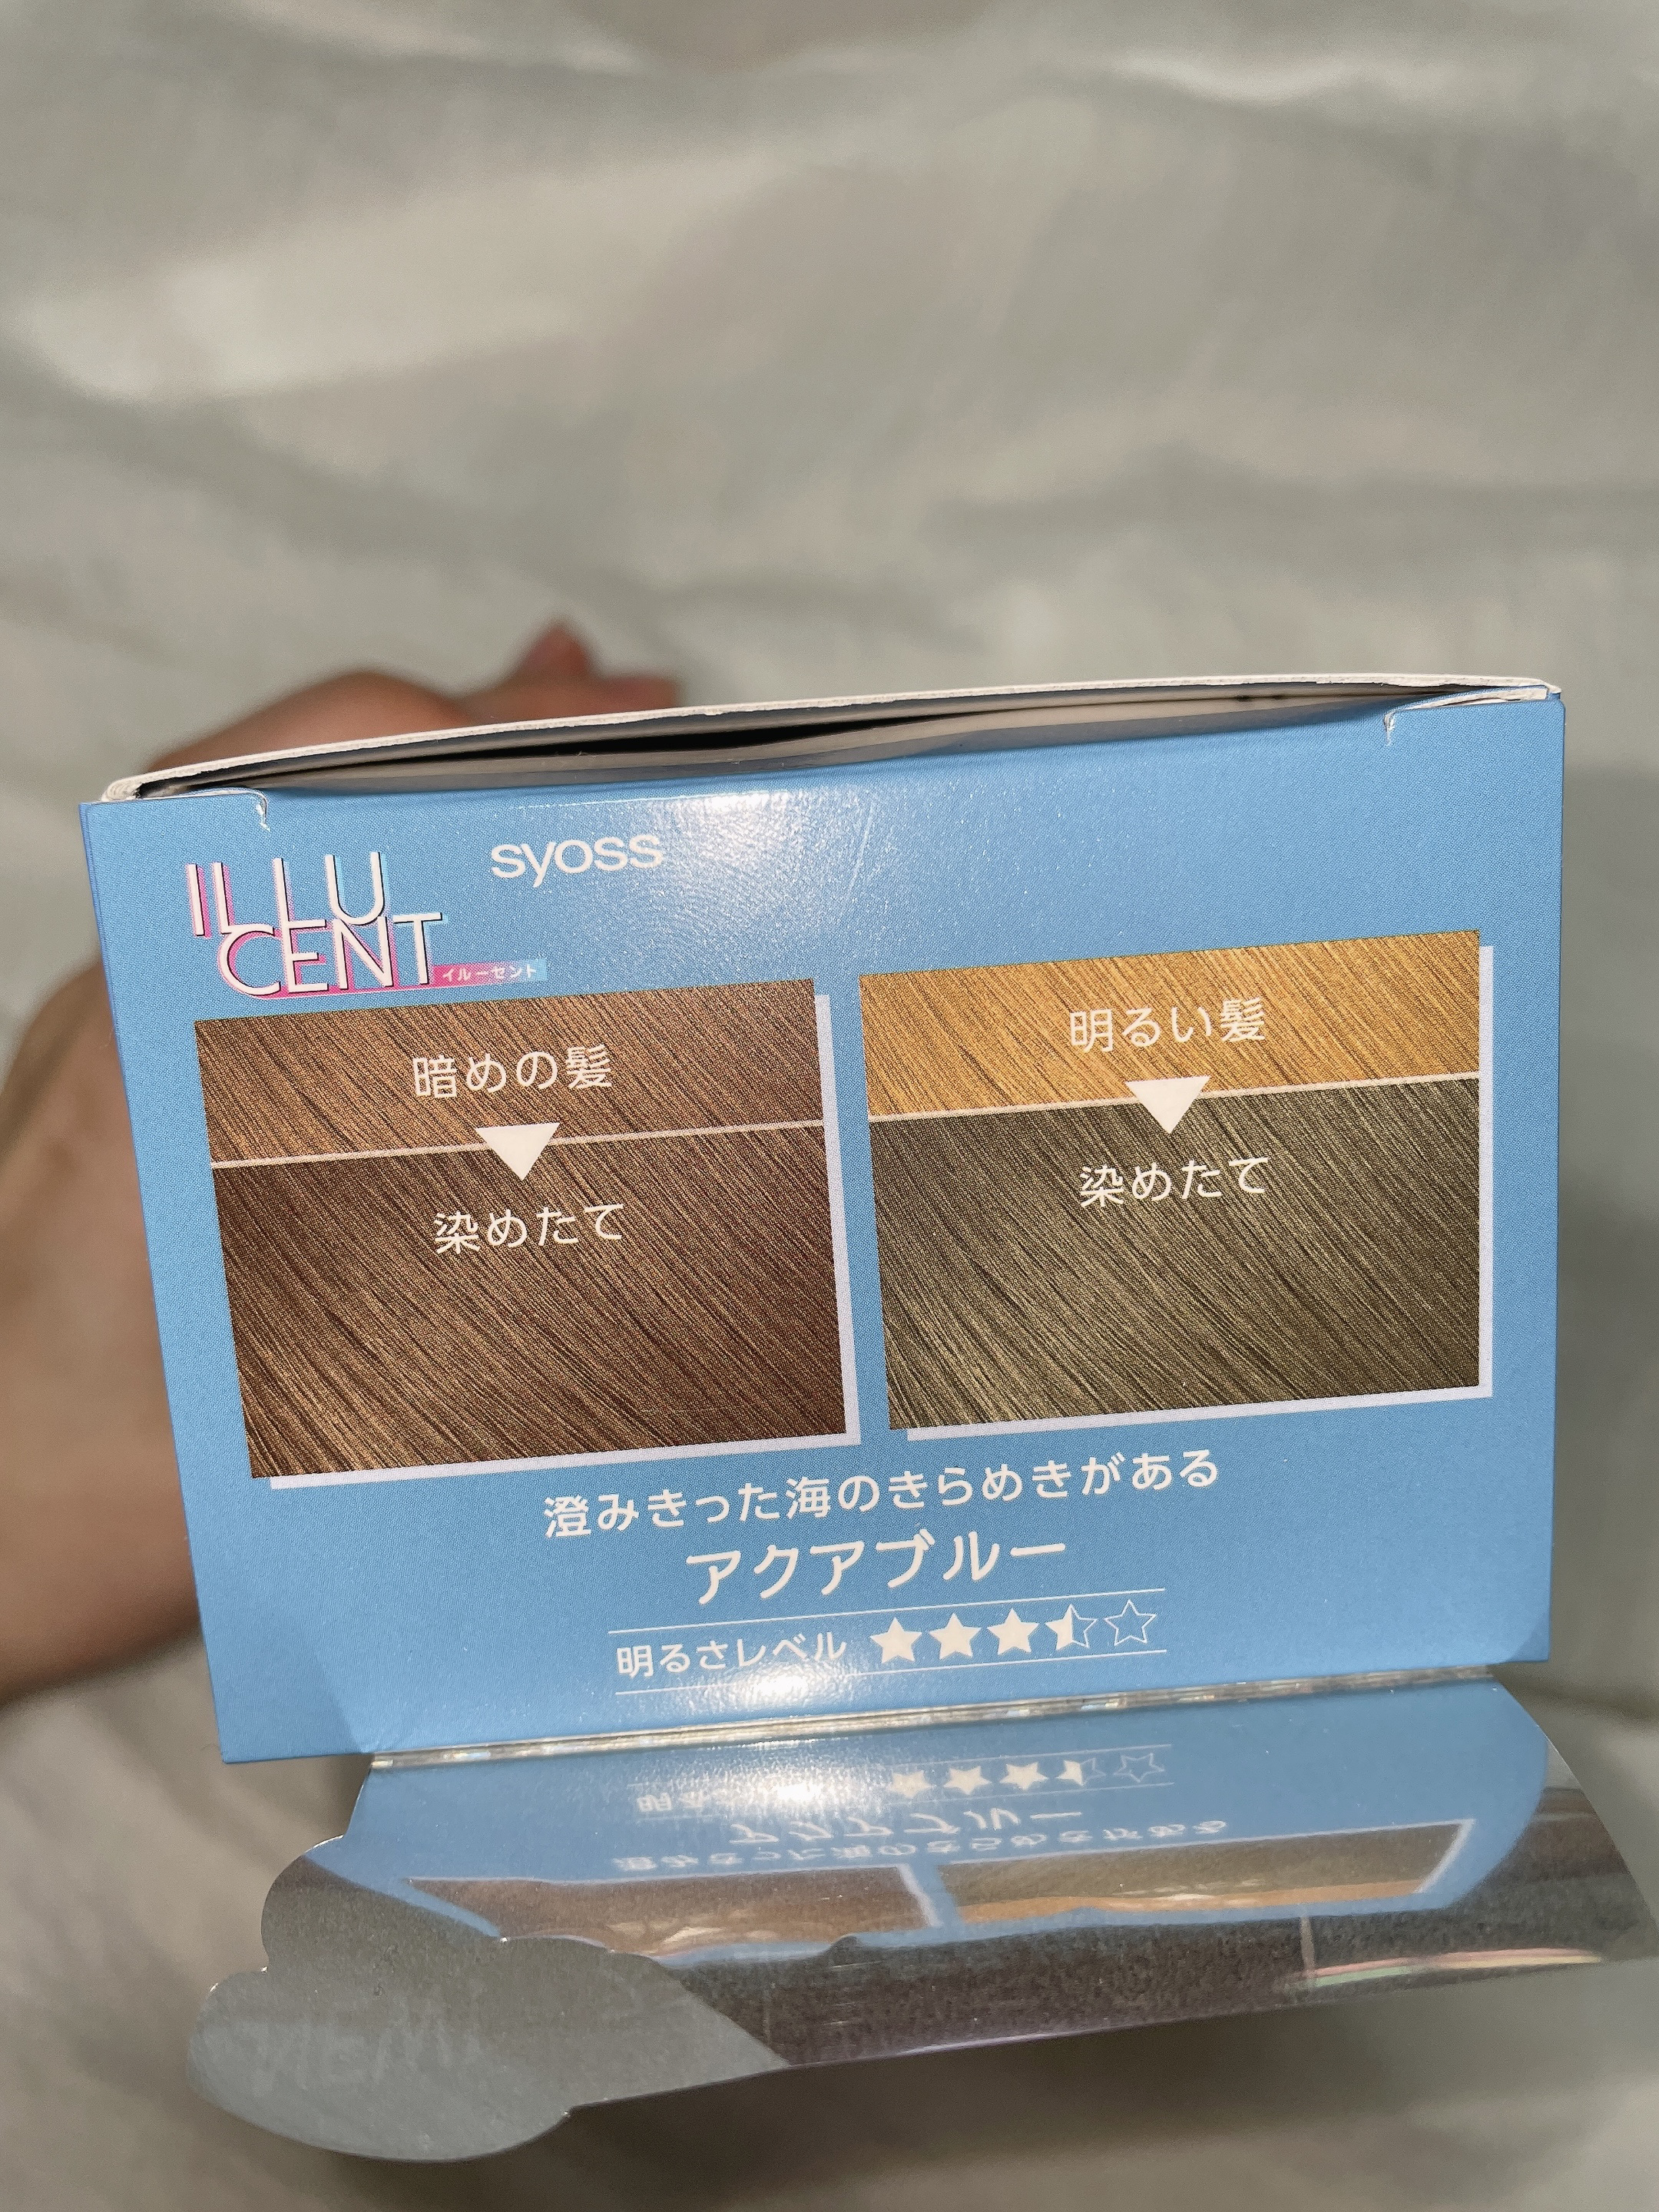 syoss
ILLU
CENT
イルーセント
暗めの髪
染めたて
明るい髪
染めたて
澄みきった海のきらめきがある
アクアブルー
明るさレベル ★★★⯪☆